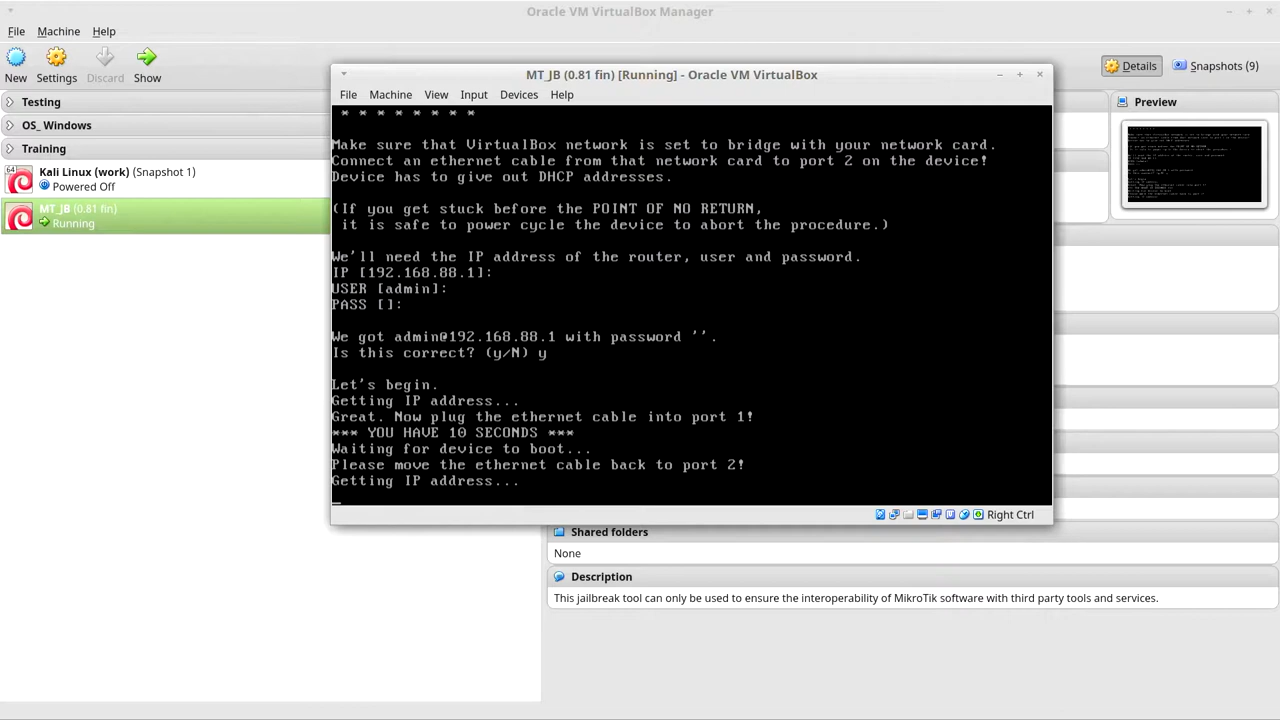 Oracle VM VirtualBox Manager
File Machine Help
New Settings Discard Show
Details Snapshots (9)
Testing
OS_ Windows
Training
64
Kali Linux (work) (Snapshot 1)
Powered Off
MT_JB (0.81 fin)
Running
Preview
MT_JB (0.81 fin) [Running] - Oracle VM VirtualBox
File Machine View Input Devices Help
* * * * * * * *
Make sure that VirtualBox network is set to bridge with your network card.
Connect an ethernet cable from that network card to port 2 on the device!
Device has to give out DHCP addresses.
(If you get stuck before the POINT OF NO RETURN,
it is safe to power cycle the device to abort the procedure.)
We'll need the IP address of the router, user and password.
IP [192.168.88.1]:
USER [admin]:
PASS []:
We got admin@192.168.88.1 with password ''.
Is this correct? (y/N) y
Let's begin.
Getting IP address...
Great. Now plug the ethernet cable into port 1!
*** YOU HAVE 10 SECONDS ***
Waiting for device to boot...
Please move the ethernet cable back to port 2!
Getting IP address...
_
Right Ctrl
Shared folders
None
Description
This jailbreak tool can only be used to ensure the interoperability of MikroTik software with third party tools and services.